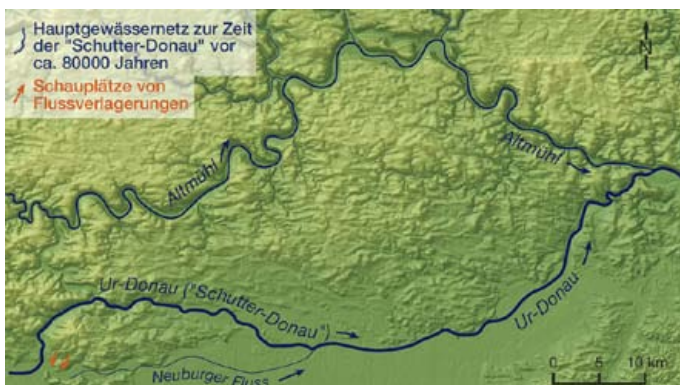 Hauptgewässernetz zur Zeit
der "Schutter-Donau" vor
ca. 80000 Jahren
Schauplätze von
Flussverlagerungen
N
Altmühl
Altmühl
Ur-Donau ("Schutter-Donau")
Ur-Donau
Neuburger Fluss
0 5 10 km